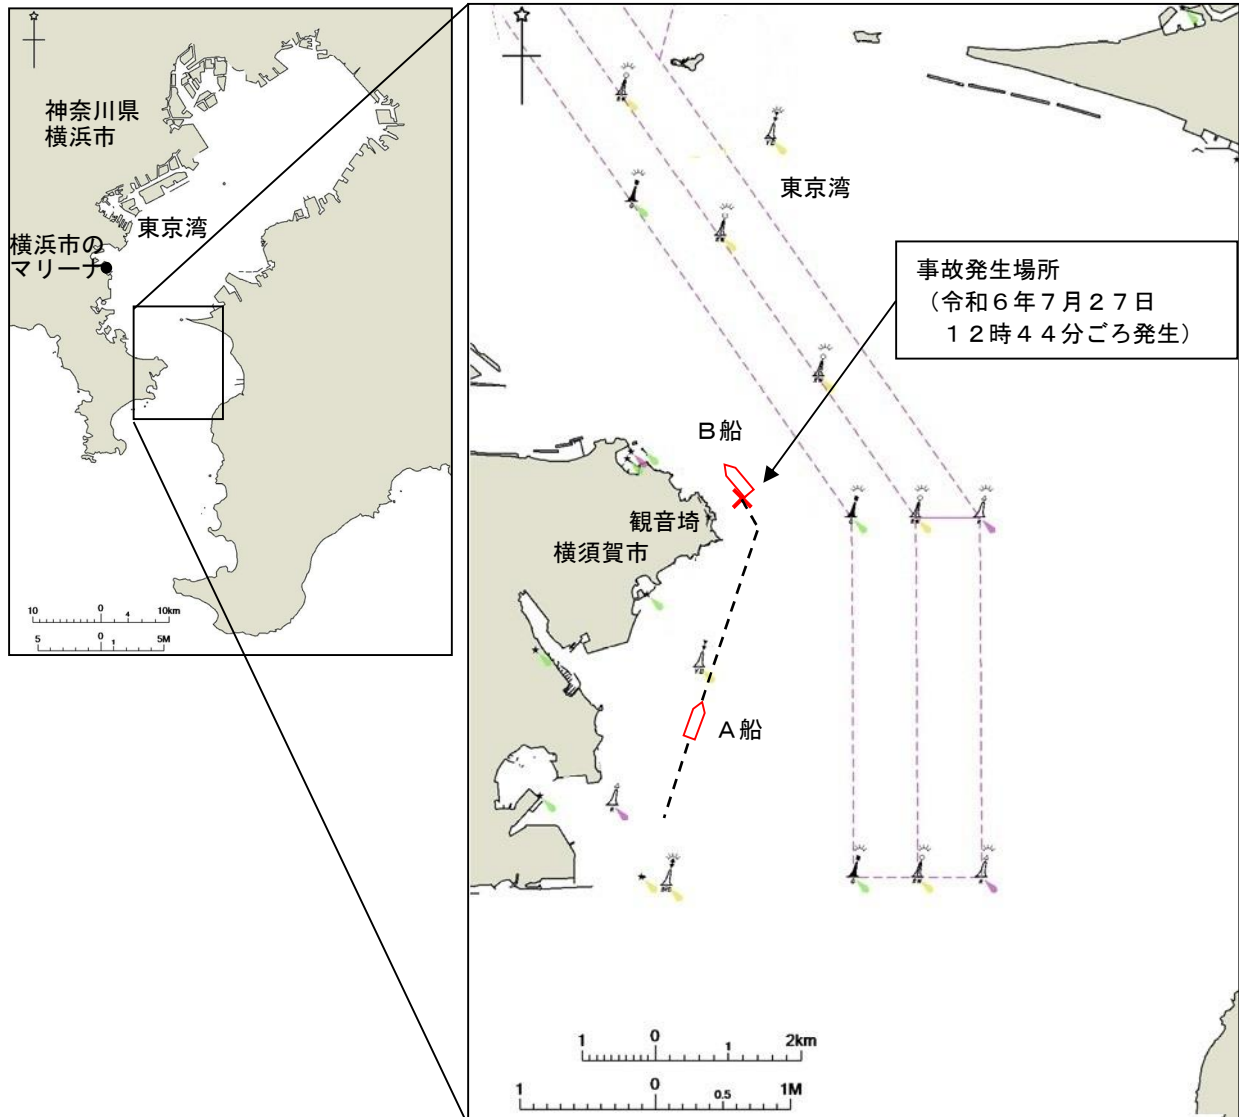 神奈川県
横浜市
東京湾
横浜市の
マリーナ
10 0 4 10km
5 0 1 5M
東京湾
事故発生場所
(令和6年7月27日
12時44分ごろ発生)
B船
観音埼
横須賀市
A船
1 0 1 2km
1 0 0.5 1M